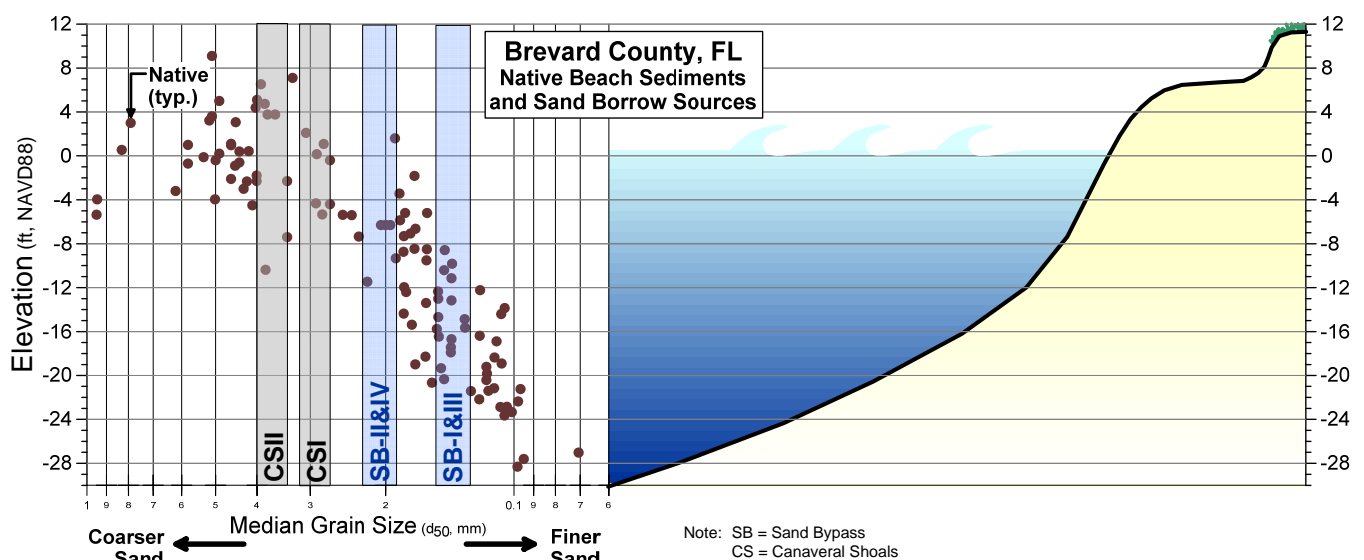 Brevard County, FL
Native Beach Sediments
and Sand Borrow Sources
Native
(typ.)
12
8
4
0
-4
-8
-12
-16
-20
-24
-28
Elevation (ft, NAVD88)
CSII
CSI
SB-II&IV
SB-I&III
12
8
4
0
-4
-8
-12
-16
-20
-24
-28
1 9 8 7 6 5 4 3 2 0.1 9 8 7 6
Median Grain Size (d50, mm)
Coarser
Sand
Finer
Sand
Note: SB = Sand Bypass
CS = Canaveral Shoals